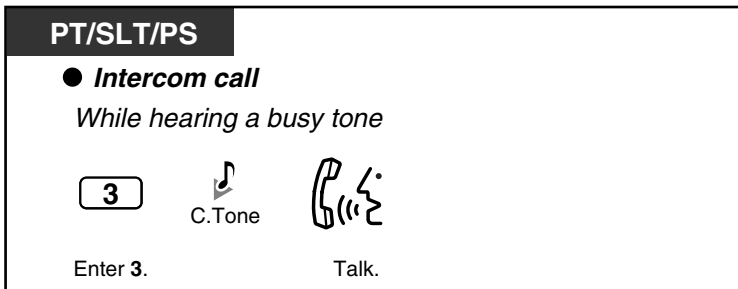 PT/SLT/PS
● Intercom call
While hearing a busy tone
3
C.Tone
Enter 3. Talk.